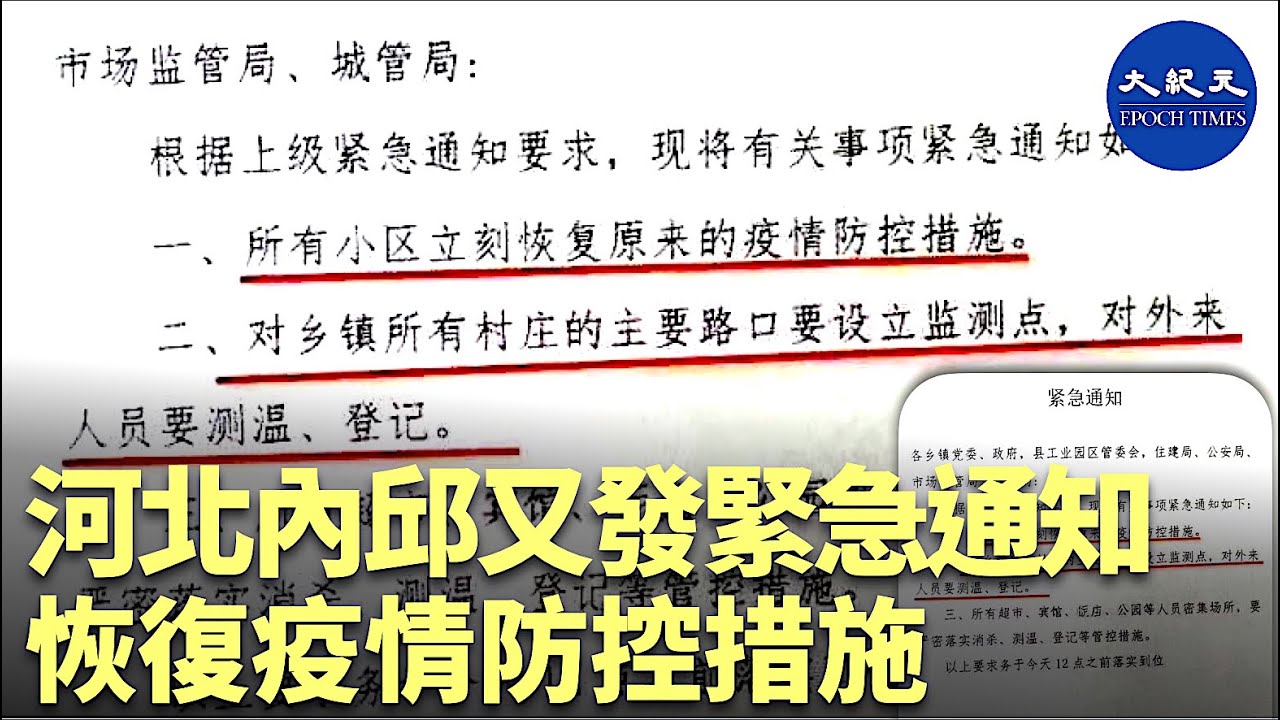 市场监管局、城管局：
根据上级紧急通知要求，现将有关事项紧急通知如
一、所有小区立刻恢复原来的疫情防控措施。
二、对乡镇所有村庄的主要路口要设立监测点，对外来
人员要测温、登记。
大紀元
EPOCH TIMES
河北內邱又發緊急通知
恢復疫情防控措施
紧急通知
各乡镇党委、政府，县工业园区管委会，住建局、公安局、
市场
现
事项紧急通知如下：
防控措施。
设立监测点，对外来
人员要测温、登记。
三、所有超市、宾馆、饭庄、公园等人员密集场所，要
严密落实消杀、测温、登记等管控措施。
以上要求务于今天12点之前落实到位